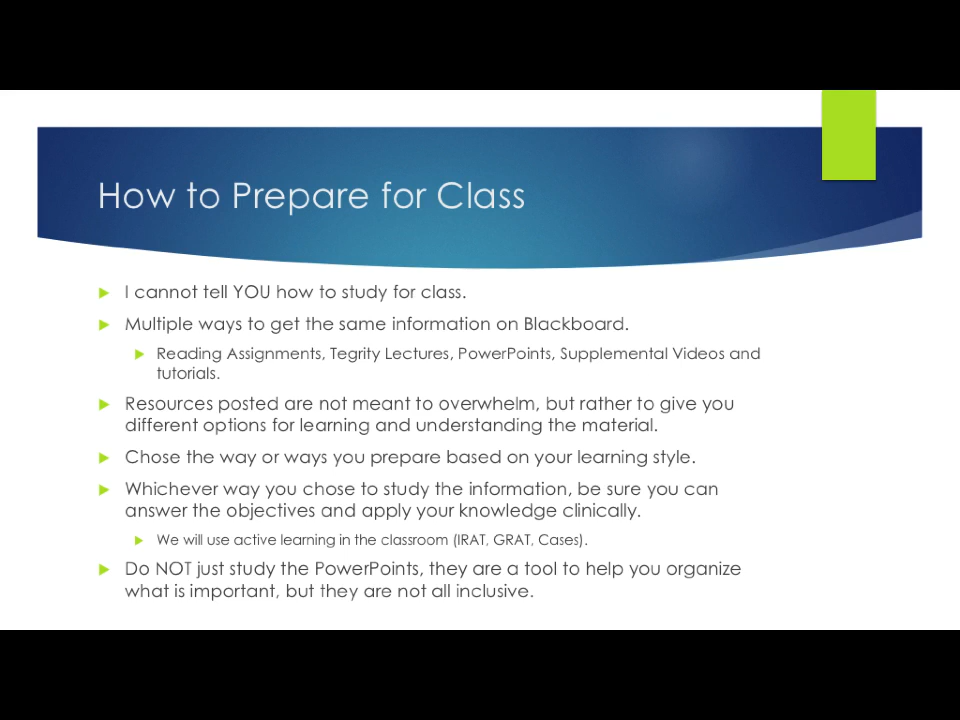 How to Prepare for Class
I cannot tell YOU how to study for class.
Multiple ways to get the same information on Blackboard.
Reading Assignments, Tegrity Lectures, PowerPoints, Supplemental Videos and
tutorials.
Resources posted are not meant to overwhelm, but rather to give you
different options for learning and understanding the material.
Chose the way or ways you prepare based on your learning style.
Whichever way you chose to study the information, be sure you can
answer the objectives and apply your knowledge clinically.
We will use active learning in the classroom (IRAT, GRAT, Cases).
Do NOT just study the PowerPoints, they are a tool to help you organize
what is important, but they are not all inclusive.